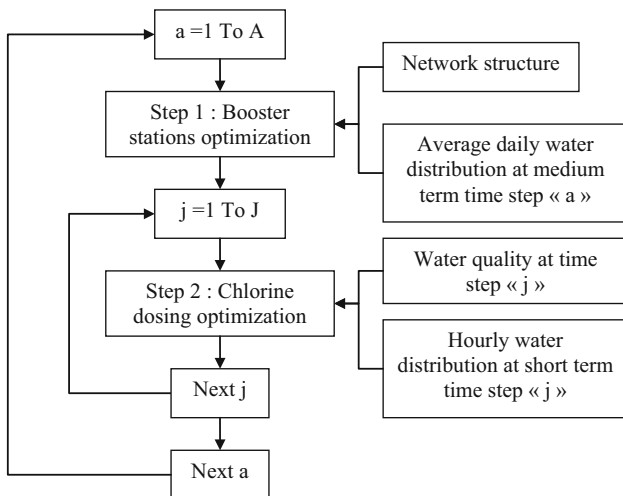 a =1 To A
Network structure
Step 1 : Booster
stations optimization
Average daily water
distribution at medium
term time step « a »
j =1 To J
Water quality at time
step « j »
Step 2 : Chlorine
dosing optimization
Hourly water
distribution at short term
time step « j »
Next j
Next a